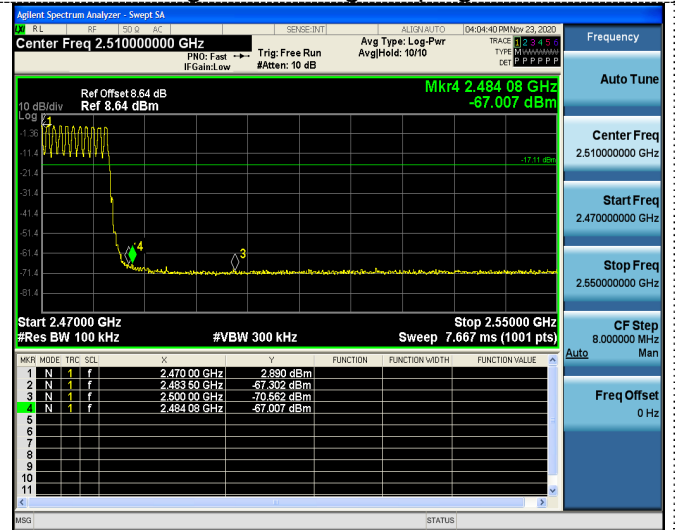 Agilent Spectrum Analyzer - Swept SA
LXI RL RF 50 Ω AC SENSE:INT ALIGN AUTO 04:04:40 PM Nov 23, 2020
Center Freq 2.510000000 GHz
PNO: Fast Trig: Free Run
IFGain:Low #Atten: 10 dB
Avg Type: Log-Pwr
Avg|Hold: 10/10
TRACE 1 2 3 4 5 6
TYPE M
DET P P P P P P
Mkr4 2.484 08 GHz
-67.007 dBm
Ref Offset 8.64 dB
10 dB/div Ref 8.64 dBm
Log
1
-1.36
-11.4
-17.11 dBm
-21.4
-31.4
-41.4
-51.4
4
3
-61.4
-71.4
-81.4
Start 2.47000 GHz Stop 2.55000 GHz
#Res BW 100 kHz #VBW 300 kHz Sweep 7.667 ms (1001 pts)
MKR MODE TRC SCL X Y FUNCTION FUNCTION WIDTH FUNCTION VALUE
1 N 1 f 2.470 00 GHz 2.890 dBm
2 N 1 f 2.483 50 GHz -67.302 dBm
3 N 1 f 2.500 00 GHz -70.562 dBm
4 N 1 f 2.484 08 GHz -67.007 dBm
5
6
7
8
9
10
11
MSG STATUS
Frequency
Auto Tune
Center Freq
2.510000000 GHz
Start Freq
2.470000000 GHz
Stop Freq
2.550000000 GHz
CF Step
8.000000 MHz
Auto Man
Freq Offset
0 Hz